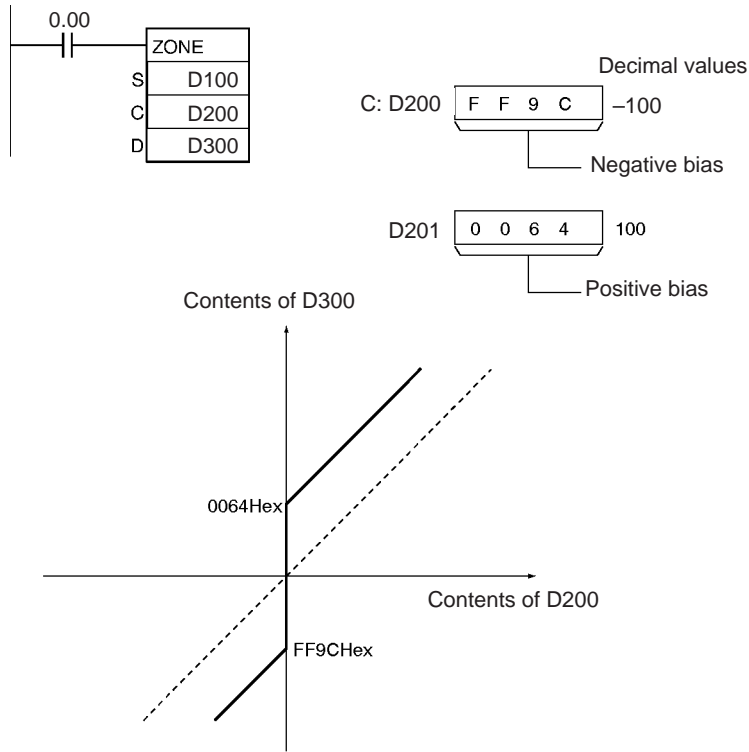 0.00
ZONE
S D100
C D200
D D300
Decimal values
C: D200 F F 9 C –100
Negative bias
D201 0 0 6 4 100
Positive bias
Contents of D300
0064Hex
Contents of D200
FF9CHex